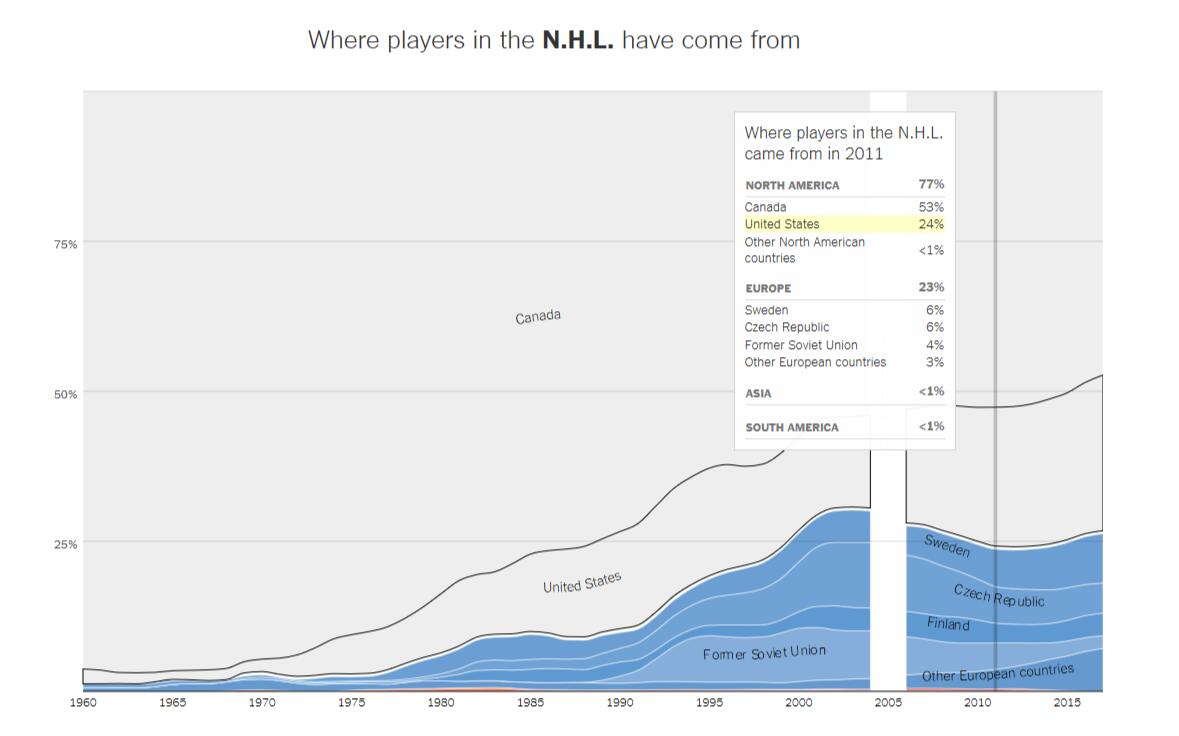 Where players in the N.H.L. have come from
Where players in the N.H.L.
came from in 2011
NORTH AMERICA 77%
Canada 53%
United States 24%
Other North American
countries <1%
EUROPE 23%
Sweden 6%
Czech Republic 6%
Former Soviet Union 4%
Other European countries 3%
ASIA <1%
SOUTH AMERICA <1%
75%
50%
25%
Canada
United States
Former Soviet Union
Sweden
Czech Republic
Finland
Other European countries
1960 1965 1970 1975 1980 1985 1990 1995 2000 2005 2010 2015